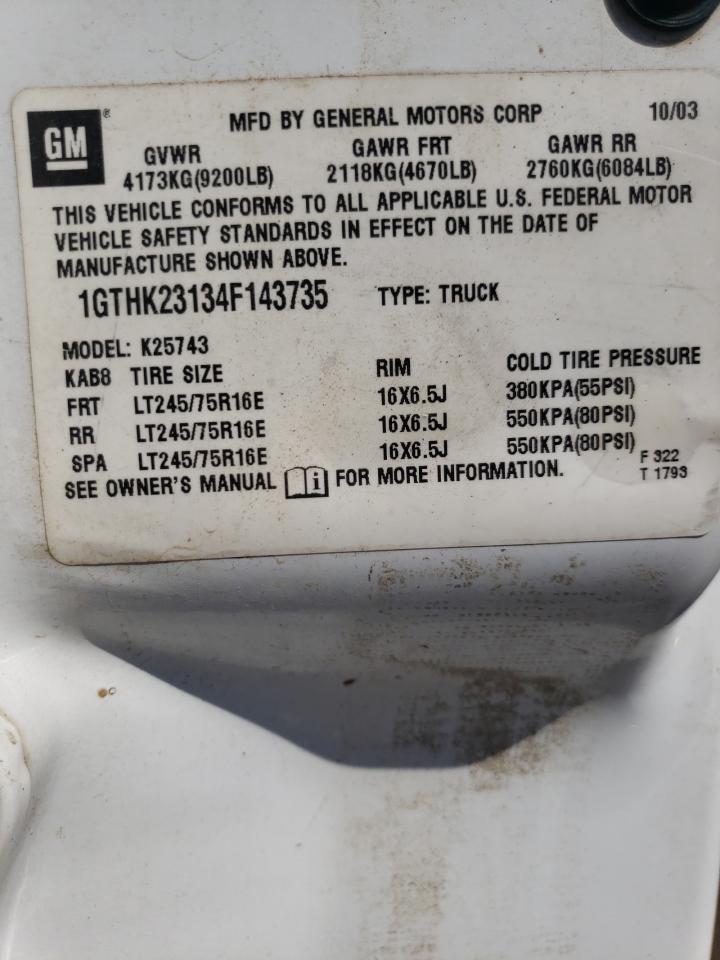 GM ®
MFD BY GENERAL MOTORS CORP 10/03
GVWR GAWR FRT GAWR RR
4173KG(9200LB) 2118KG(4670LB) 2760KG(6084LB)
THIS VEHICLE CONFORMS TO ALL APPLICABLE U.S. FEDERAL MOTOR
VEHICLE SAFETY STANDARDS IN EFFECT ON THE DATE OF
MANUFACTURE SHOWN ABOVE.
1GTHK23134F143735 TYPE: TRUCK
MODEL: K25743
KAB8 TIRE SIZE RIM COLD TIRE PRESSURE
FRT LT245/75R16E 16X6.5J 380KPA(55PSI)
RR LT245/75R16E 16X6.5J 550KPA(80PSI)
SPA LT245/75R16E 16X6.5J 550KPA(80PSI)
SEE OWNER'S MANUAL i FOR MORE INFORMATION.
F 322
T 1793